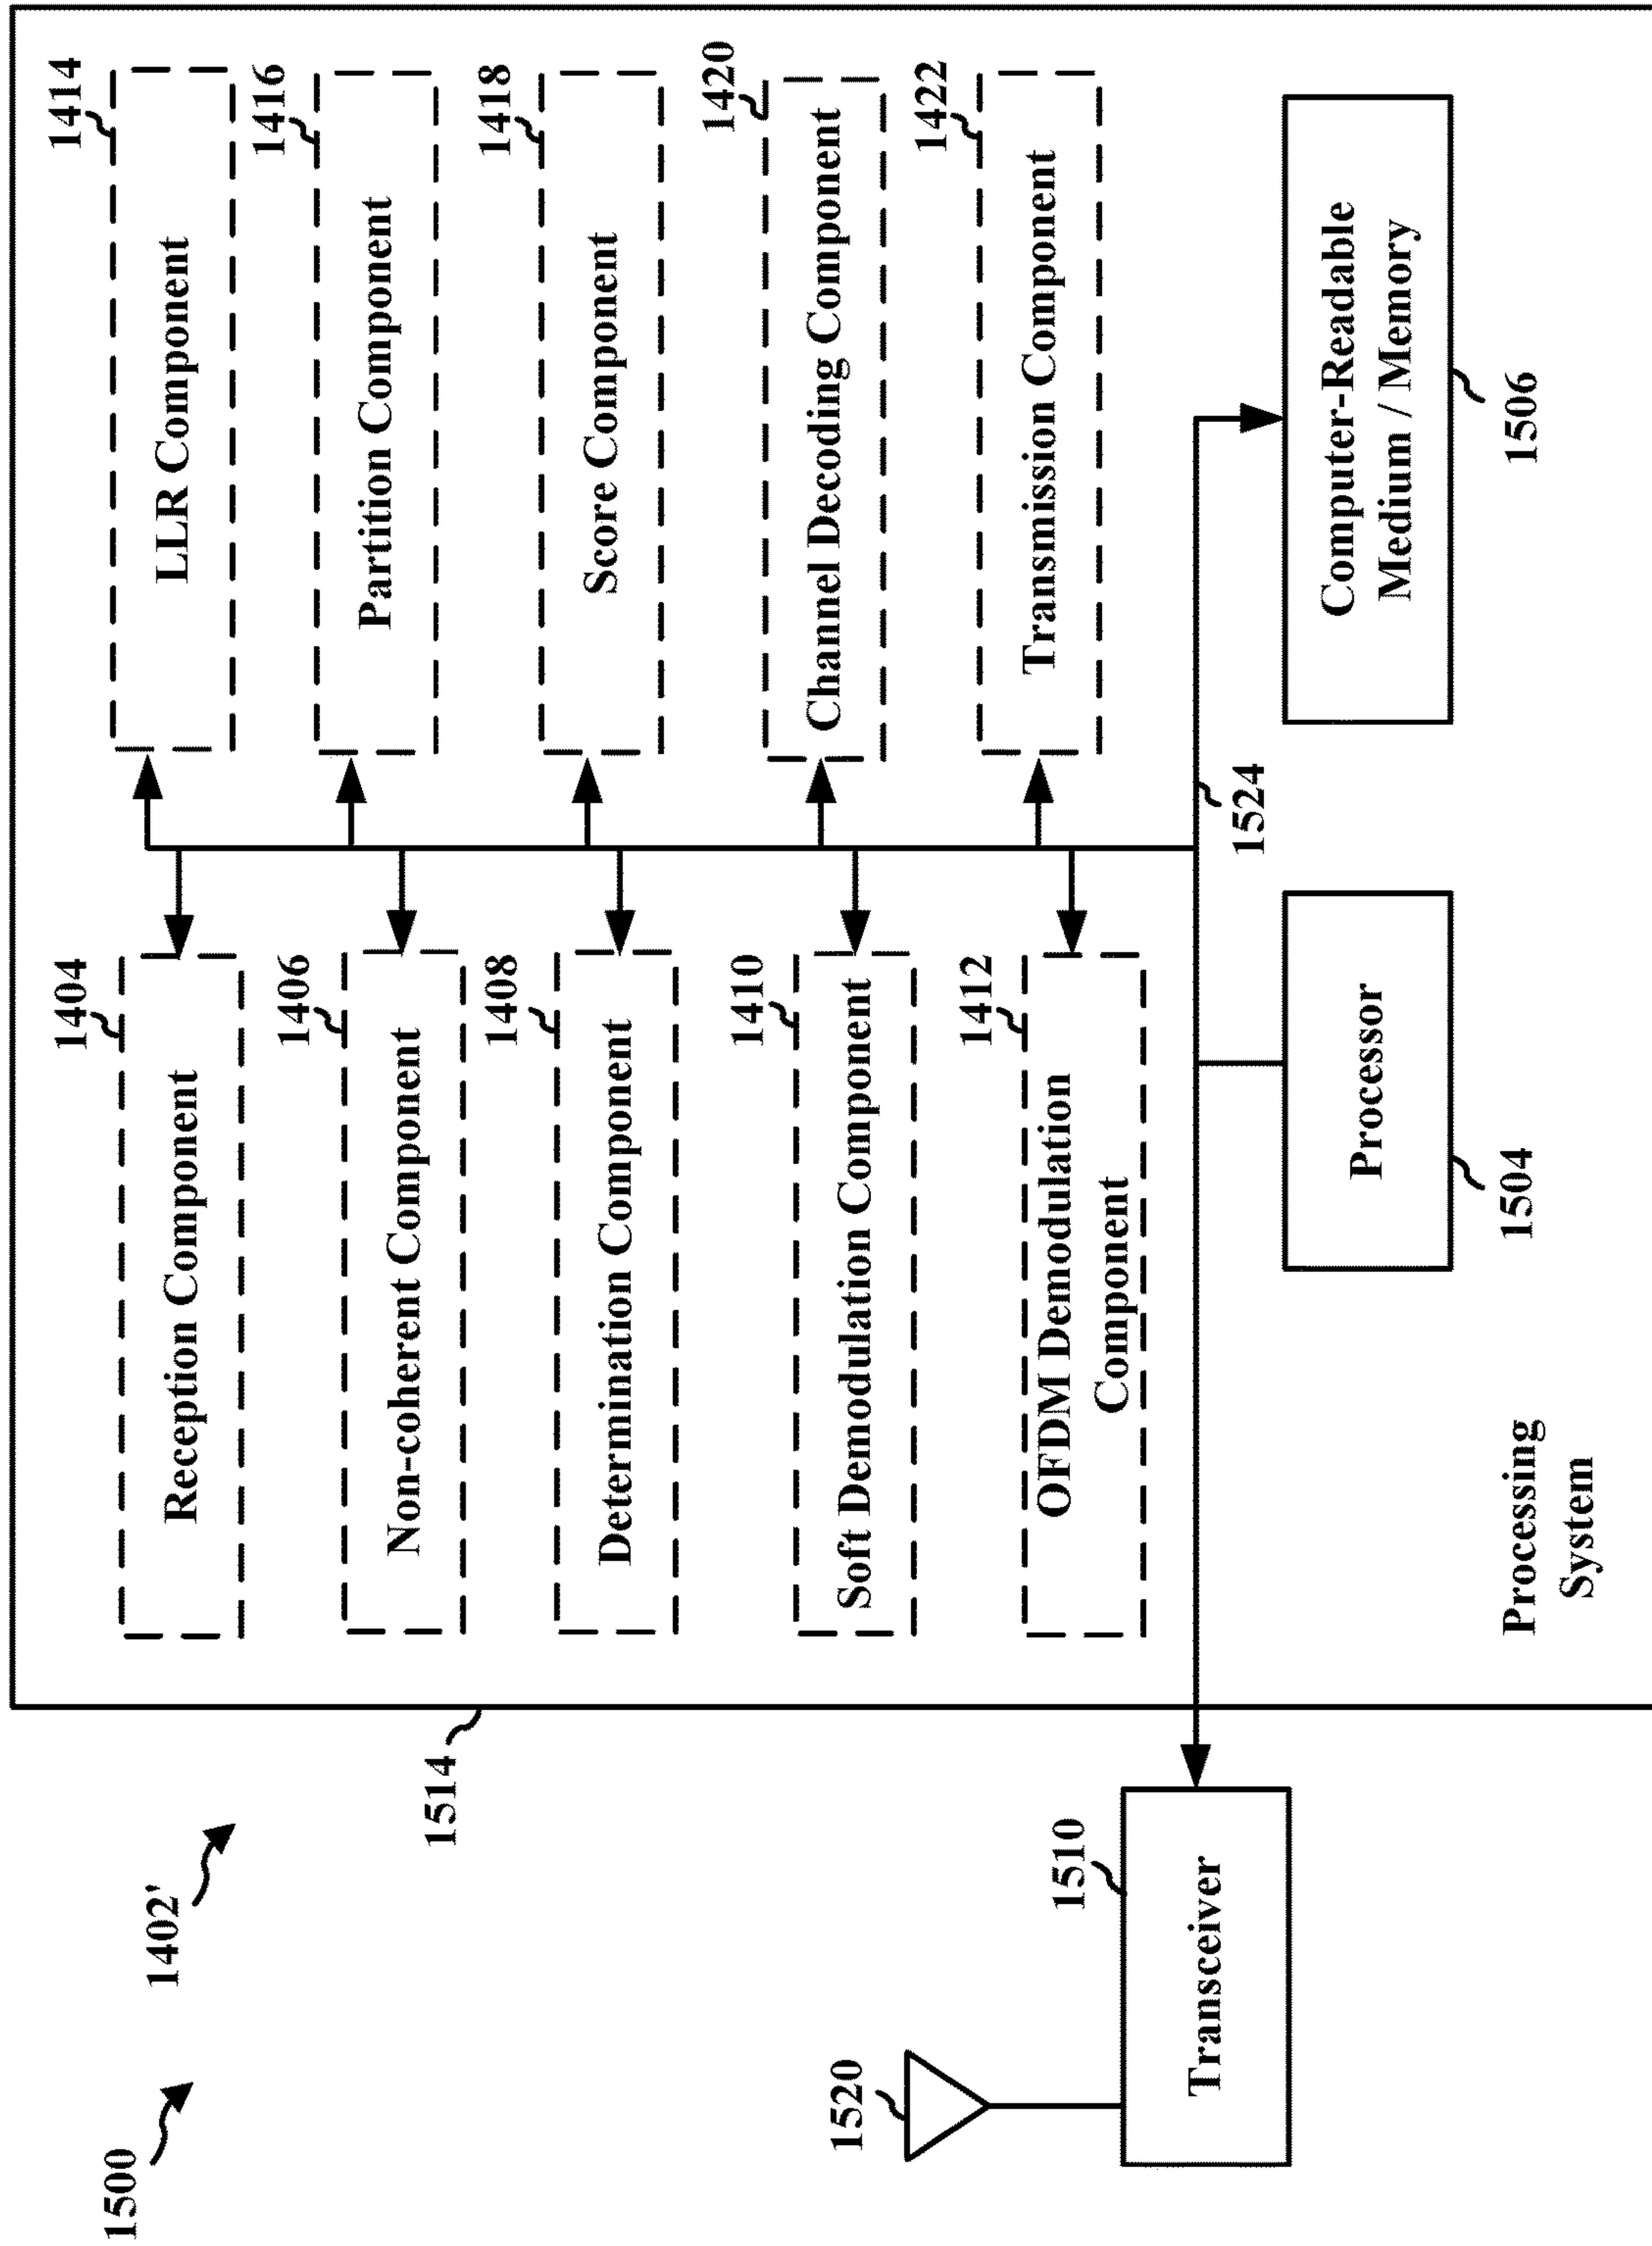 1500
1402'
1514
1404
Reception Component
1406
Non-coherent Component
1408
Determination Component
1410
Soft Demodulation Component
1412
OFDM Demodulation
Component
1414
LLR Component
1416
Partition Component
1418
Score Component
1420
Channel Decoding Component
1422
Transmission Component
1524
1520
1510
Transceiver
Processor
1504
Computer-Readable
Medium / Memory
1506
Processing
System